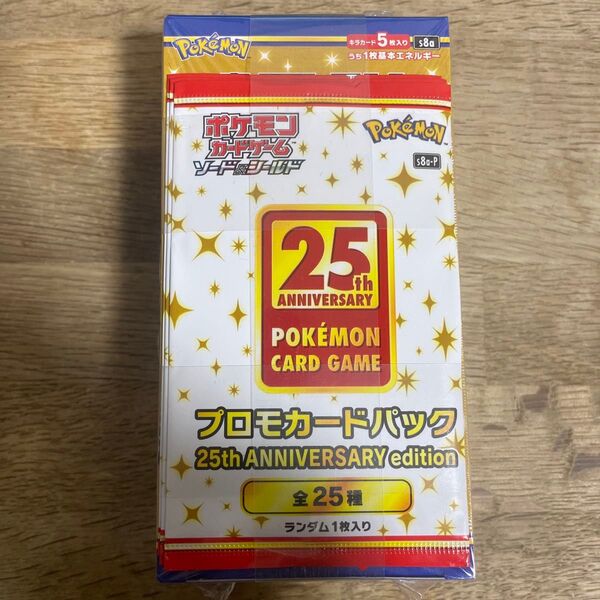 Pokémon
キラカード5枚入り s8a
うち1枚基本エネルギー
ポケモン
カードゲーム
ソード&シールド
Pokémon
s8a-P
25th
ANNIVERSARY
POKÉMON
CARD GAME
プロモカードパック
25th ANNIVERSARY edition
全25種
ランダム1枚入り